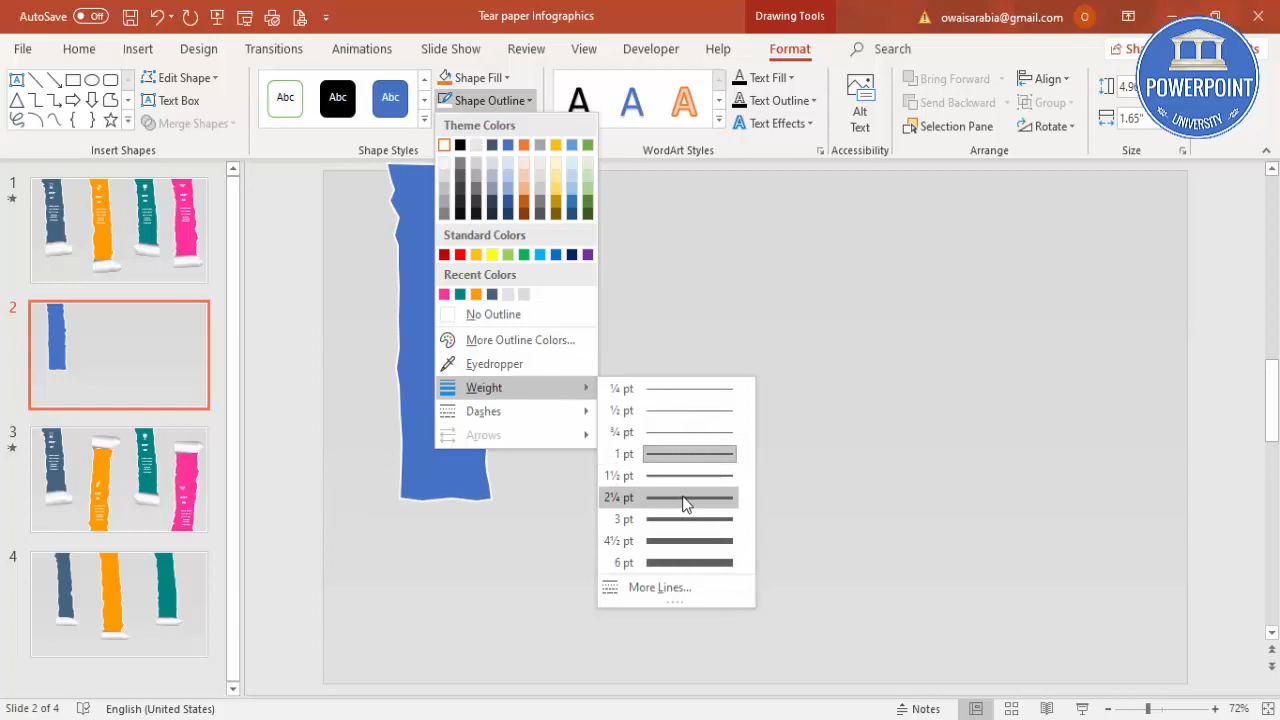 AutoSave Off
Tear paper Infographics
Drawing Tools
owaisarabia@gmail.com
O
File Home Insert Design Transitions Animations Slide Show Review View Developer Help Format Search
POWERPOINT
UNIVERSITY
Edit Shape
Text Box
Merge Shapes
Insert Shapes
Abc Abc Abc
Shape Fill
Shape Outline
Shape Styles
A A A
Text Fill
Text Outline
Text Effects
WordArt Styles
Alt
Text
Accessibility
Bring Forward
Send Backward
Selection Pane
Align
Group
Rotate
Arrange
1.65"
Size
Theme Colors
Standard Colors
Recent Colors
No Outline
More Outline Colors...
Eyedropper
Weight
Dashes
Arrows
¼ pt
½ pt
¾ pt
1 pt
1½ pt
2¼ pt
3 pt
4½ pt
6 pt
More Lines...
1
2
3
4
Slide 2 of 4
English (United States)
Notes
72%